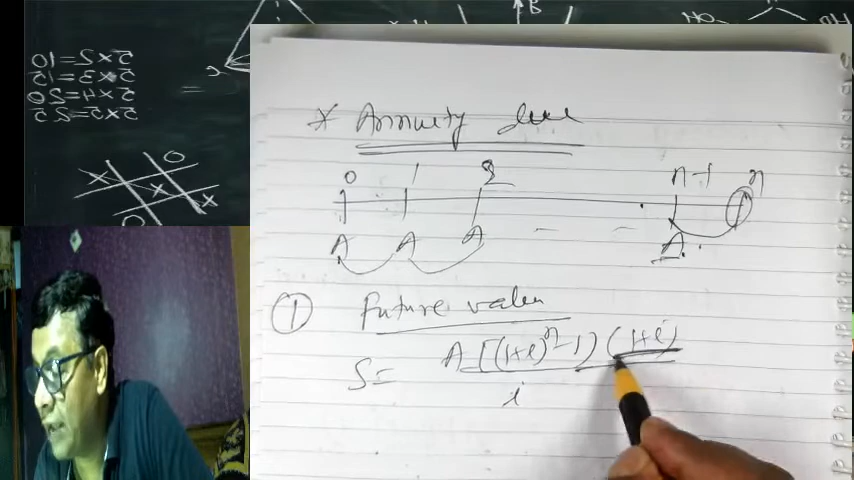 * Annuity due
0 1 2 n-1 n
A A A - - A
① Future value
S = A [(1+i)^n - 1) (1+i)
i
5×2=10
5×3=15
5×4=20
5×5=25
x
=
B
O
X X X
O